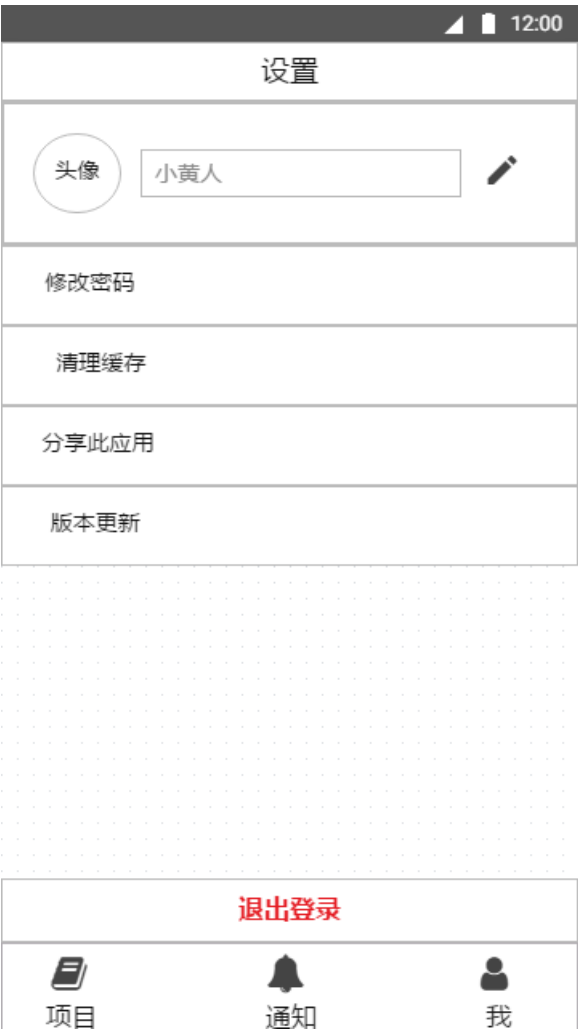 12:00
设置
头像
小黄人
修改密码
清理缓存
分享此应用
版本更新
退出登录
项目 通知 我